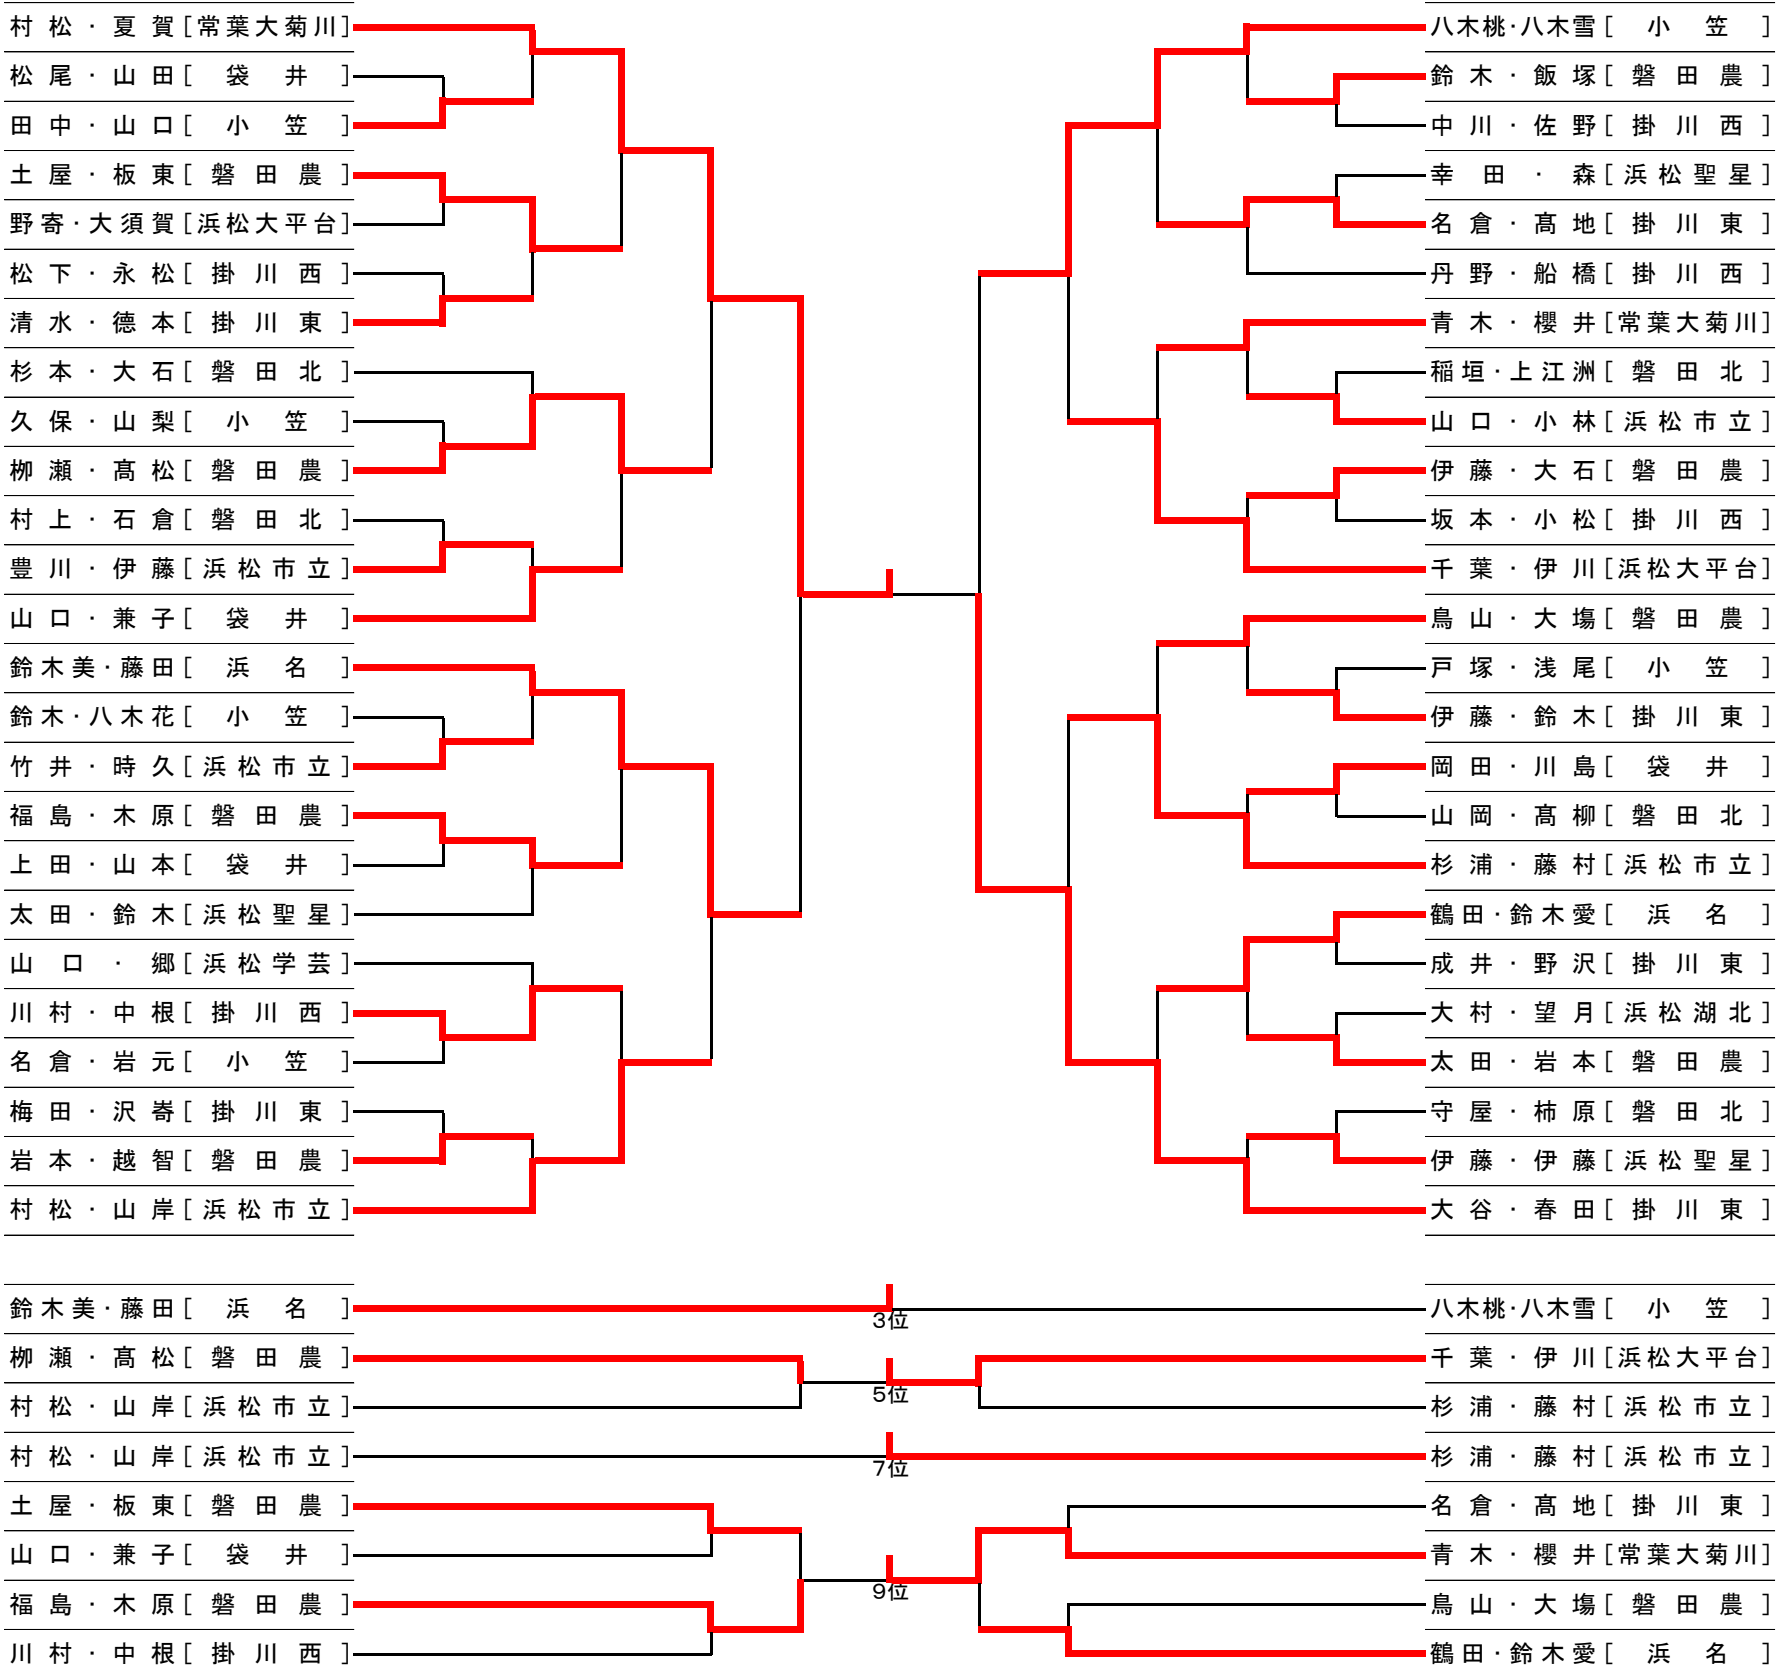 村松・夏賀[常葉大菊川]
松尾・山田[袋井]
田中・山口[小笠]
土屋・板東[磐田農]
野寄・大須賀[浜松大平台]
松下・永松[掛川西]
清水・德本[掛川東]
杉本・大石[磐田北]
久保・山梨[小笠]
栁瀬・髙松[磐田農]
村上・石倉[磐田北]
豊川・伊藤[浜松市立]
山口・兼子[袋井]
鈴木美・藤田[浜名]
鈴木・八木花[小笠]
竹井・時久[浜松市立]
福島・木原[磐田農]
上田・山本[袋井]
太田・鈴木[浜松聖星]
山口・郷[浜松学芸]
川村・中根[掛川西]
名倉・岩元[小笠]
梅田・沢嵜[掛川東]
岩本・越智[磐田農]
村松・山岸[浜松市立]
八木桃・八木雪[小笠]
鈴木・飯塚[磐田農]
中川・佐野[掛川西]
幸田・森[浜松聖星]
名倉・髙地[掛川東]
丹野・船橋[掛川西]
青木・櫻井[常葉大菊川]
稲垣・上江洲[磐田北]
山口・小林[浜松市立]
伊藤・大石[磐田農]
坂本・小松[掛川西]
千葉・伊川[浜松大平台]
鳥山・大塲[磐田農]
戸塚・浅尾[小笠]
伊藤・鈴木[掛川東]
岡田・川島[袋井]
山岡・髙柳[磐田北]
杉浦・藤村[浜松市立]
鶴田・鈴木愛[浜名]
成井・野沢[掛川東]
大村・望月[浜松湖北]
太田・岩本[磐田農]
守屋・柿原[磐田北]
伊藤・伊藤[浜松聖星]
大谷・春田[掛川東]
鈴木美・藤田[浜名]
3位
八木桃・八木雪[小笠]
栁瀬・髙松[磐田農]
村松・山岸[浜松市立]
5位
千葉・伊川[浜松大平台]
杉浦・藤村[浜松市立]
村松・山岸[浜松市立]
7位
杉浦・藤村[浜松市立]
土屋・板東[磐田農]
山口・兼子[袋井]
福島・木原[磐田農]
川村・中根[掛川西]
9位
名倉・髙地[掛川東]
青木・櫻井[常葉大菊川]
鳥山・大塲[磐田農]
鶴田・鈴木愛[浜名]